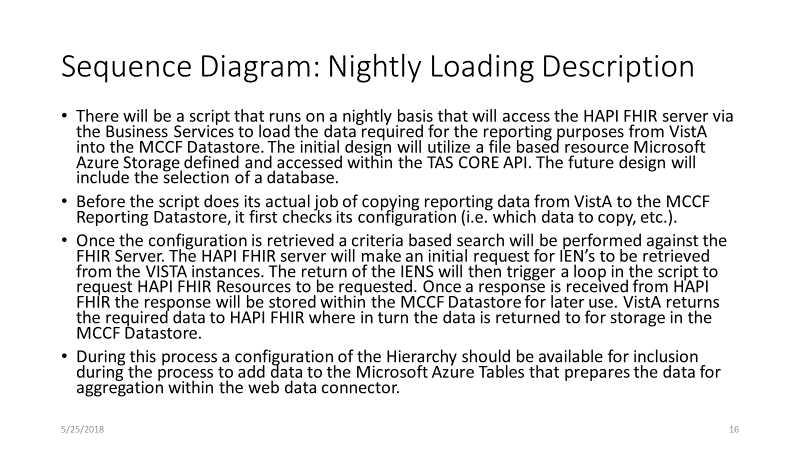 Sequence Diagram: Nightly Loading Description
• There will be a script that runs on a nightly basis that will access the HAPI FHIR server via
the Business Services to load the data required for the reporting purposes from VistA
into the MCCF Datastore. The initial design will utilize a file based resource Microsoft
Azure Storage defined and accessed within the TAS CORE API. The future design will
include the selection of a database.
• Before the script does its actual job of copying reporting data from VistA to the MCCF
Reporting Datastore, it first checks its configuration (i.e. which data to copy, etc.).
• Once the configuration is retrieved a criteria based search will be performed against the
FHIR Server. The HAPI FHIR server will make an initial request for IEN’s to be retrieved
from the VISTA instances. The return of the IENS will then trigger a loop in the script to
request HAPI FHIR Resources to be requested. Once a response is received from HAPI
FHIR the response will be stored within the MCCF Datastore for later use. VistA returns
the required data to HAPI FHIR where in turn the data is returned to for storage in the
MCCF Datastore.
• During this process a configuration of the Hierarchy should be available for inclusion
during the process to add data to the Microsoft Azure Tables that prepares the data for
aggregation within the web data connector.
5/25/2018
16